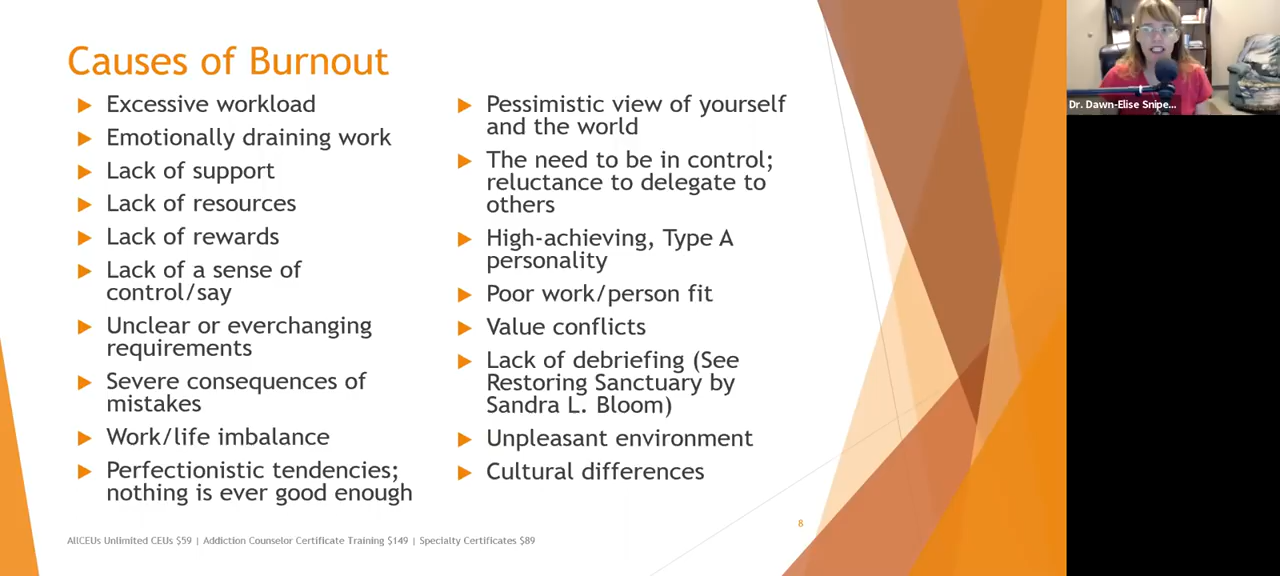 Causes of Burnout
Excessive workload
Emotionally draining work
Lack of support
Lack of resources
Lack of rewards
Lack of a sense of
control/say
Unclear or everchanging
requirements
Severe consequences of
mistakes
Work/life imbalance
Perfectionistic tendencies;
nothing is ever good enough
Pessimistic view of yourself
and the world
The need to be in control;
reluctance to delegate to
others
High-achieving, Type A
personality
Poor work/person fit
Value conflicts
Lack of debriefing (See
Restoring Sanctuary by
Sandra L. Bloom)
Unpleasant environment
Cultural differences
8
AllCEUs Unlimited CEUs $59 | Addiction Counselor Certificate Training $149 | Specialty Certificates $89
Dr. Dawn-Elise Snipe...